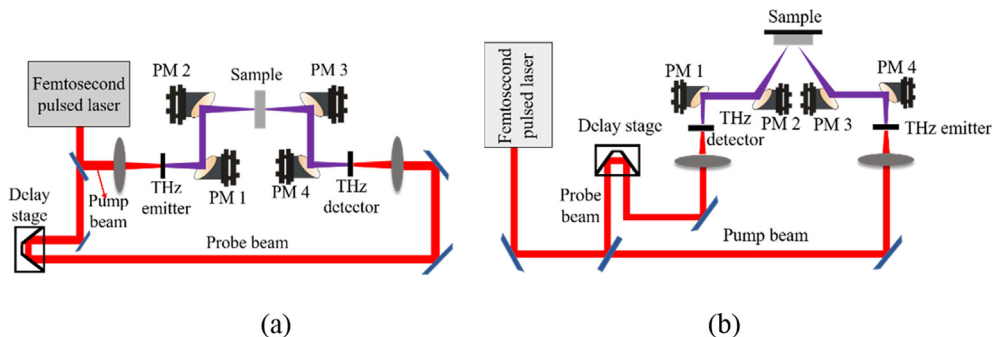 Femtosecond
pulsed laser
PM 2
Sample
PM 3
PM 1
PM 4
THz
emitter
THz
detector
Pump
beam
Delay
stage
Probe beam
(a)
Sample
Femtosecond
pulsed laser
PM 1
PM 4
THz
detector
PM 2
PM 3
THz emitter
Delay stage
Probe
beam
Pump beam
(b)